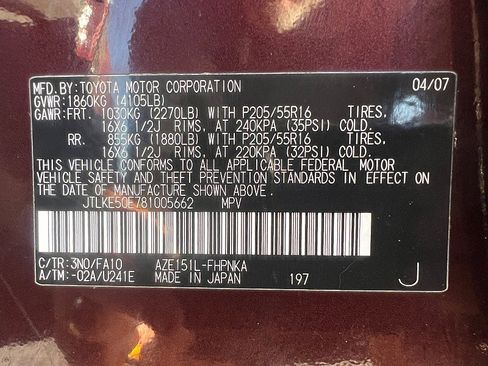 MFD. BY: TOYOTA MOTOR CORPORATION 04/07
GVWR: 1860KG (4105LB)
GAWR: FRT. 1030KG (2270LB) WITH P205/55R16 TIRES,
16X6 1/2J RIMS, AT 240KPA (35PSI) COLD.
RR. 855KG (1880LB) WITH P205/55R16 TIRES,
16X6 1/2J RIMS, AT 220KPA (32PSI) COLD.
THIS VEHICLE CONFORMS TO ALL APPLICABLE FEDERAL MOTOR
VEHICLE SAFETY AND THEFT PREVENTION STANDARDS IN EFFECT
ON THE DATE OF MANUFACTURE SHOWN ABOVE.
JTLKE50E781005662 MPV
C/TR: 3N0/FA10 AZE151L-FHPNKA
A/TM: -02A/U241E MADE IN JAPAN 197 J